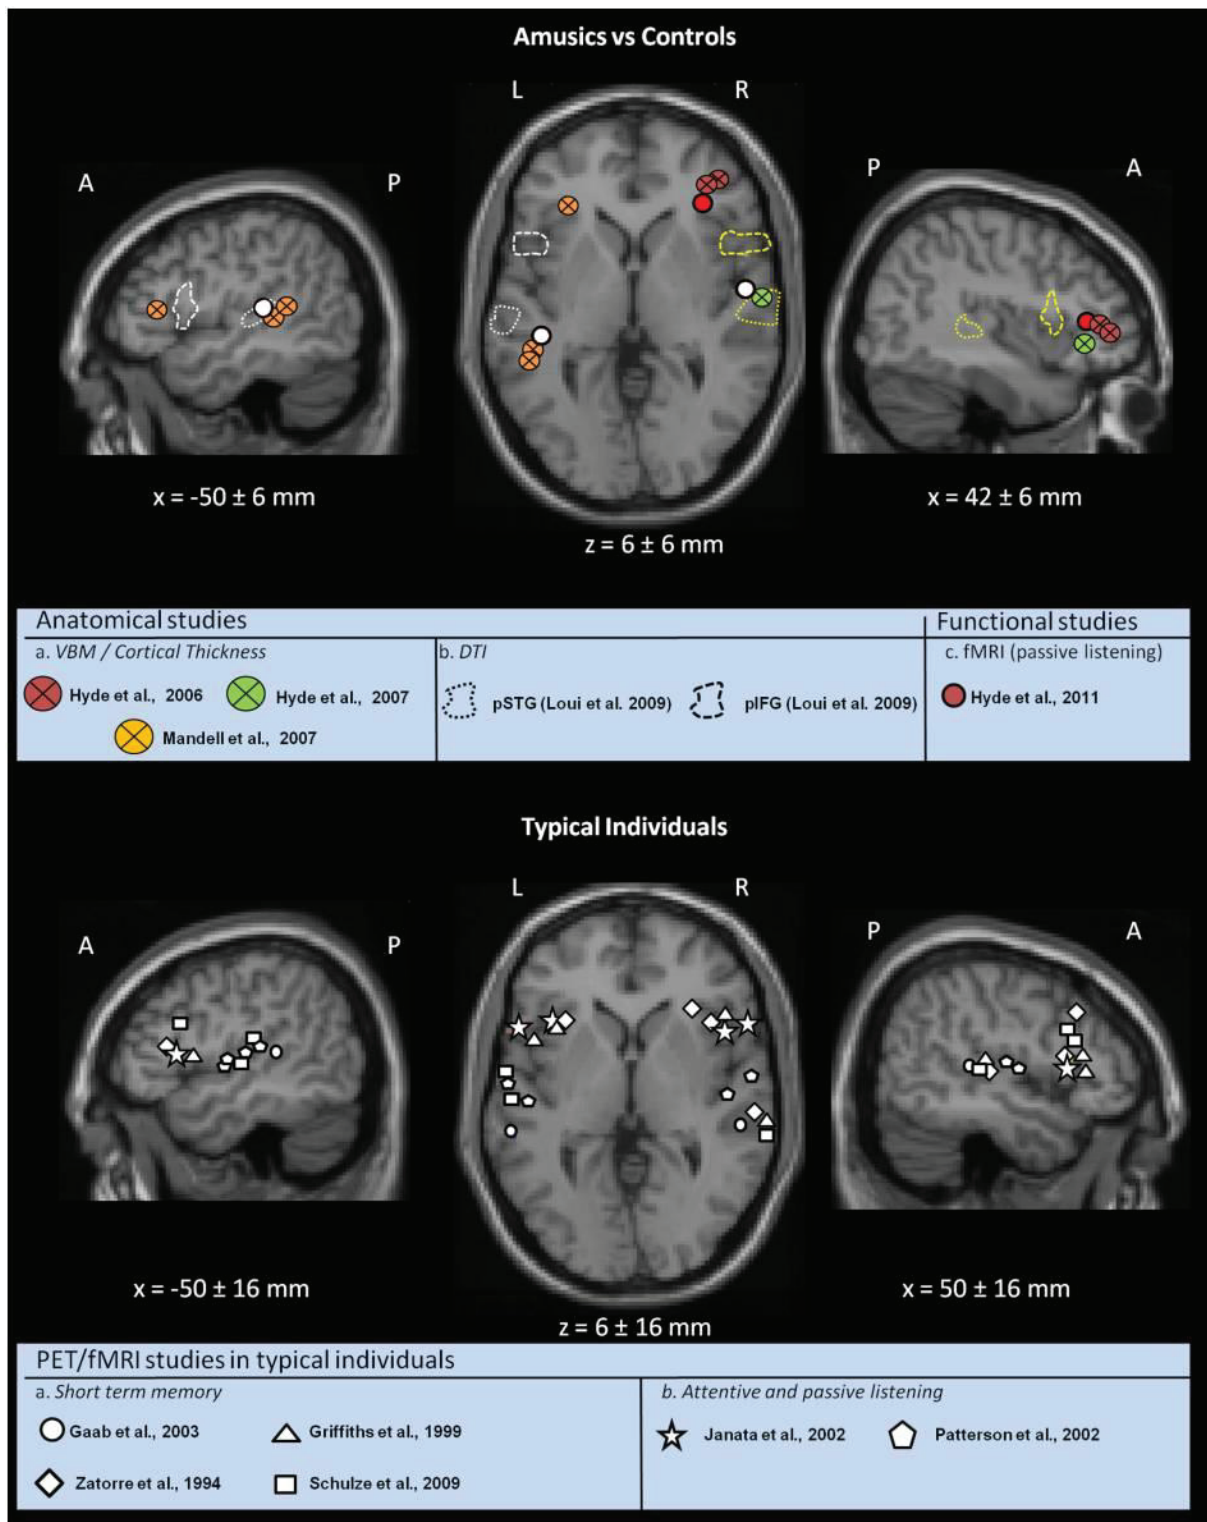 Amusics vs Controls
L
R
A
P
P
A
x = -50 ± 6 mm
z = 6 ± 6 mm
x = 42 ± 6 mm
Anatomical studies
Functional studies
a. VBM / Cortical Thickness
b. DTI
c. fMRI (passive listening)
Hyde et al., 2006
Hyde et al., 2007
Mandell et al., 2007
pSTG (Loui et al. 2009)
pIFG (Loui et al. 2009)
Hyde et al., 2011
Typical Individuals
L
R
A
P
P
A
x = -50 ± 16 mm
z = 6 ± 16 mm
x = 50 ± 16 mm
PET/fMRI studies in typical individuals
a. Short term memory
b. Attentive and passive listening
Gaab et al., 2003
Griffiths et al., 1999
Janata et al., 2002
Patterson et al., 2002
Zatorre et al., 1994
Schulze et al., 2009